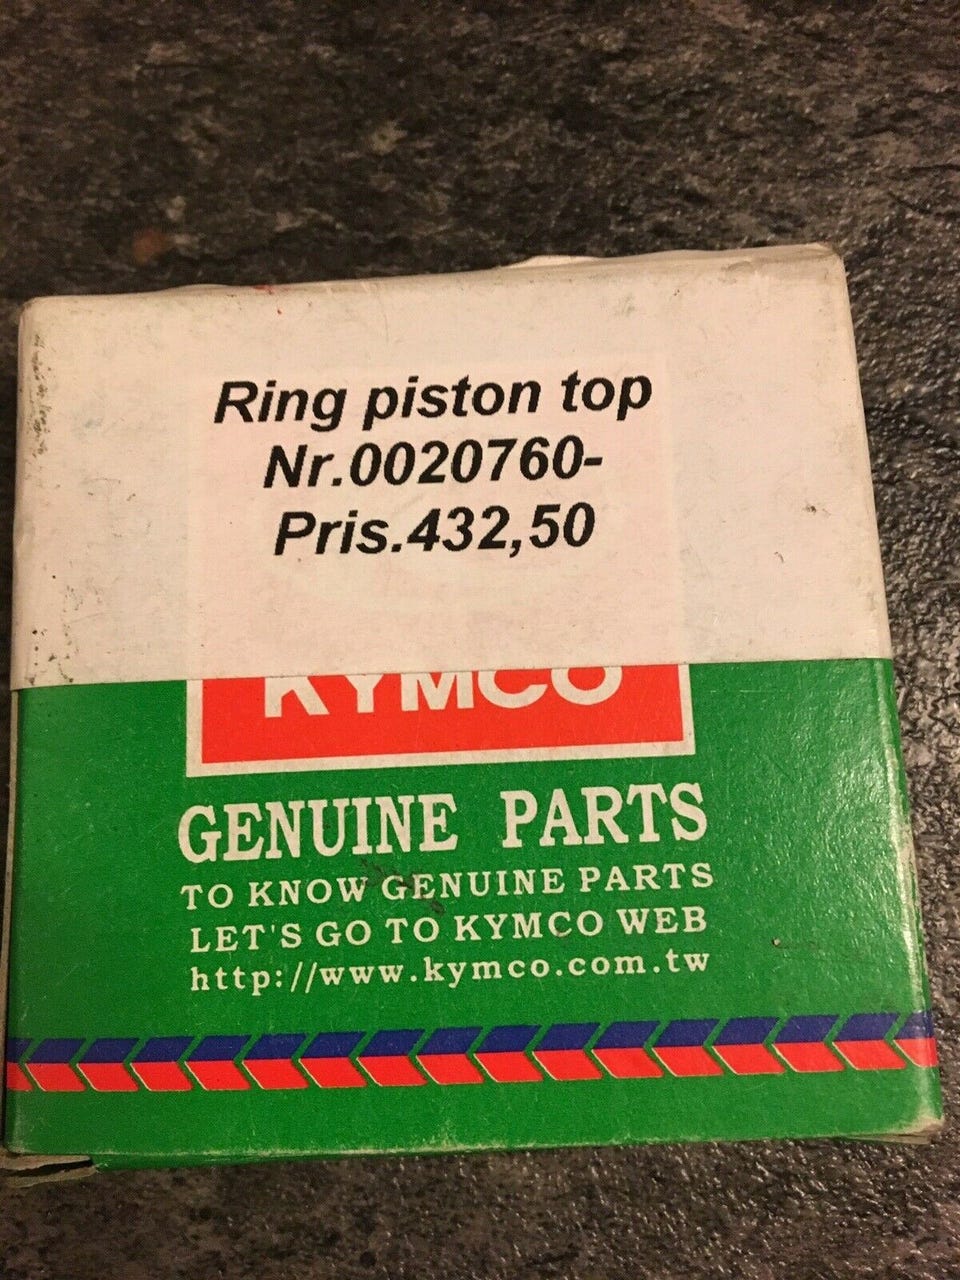 Ring piston top
Nr.0020760-
Pris.432,50
KYMCO
GENUINE PARTS
TO KNOW GENUINE PARTS
LET'S GO TO KYMCO WEB
http://www.kymco.com.tw